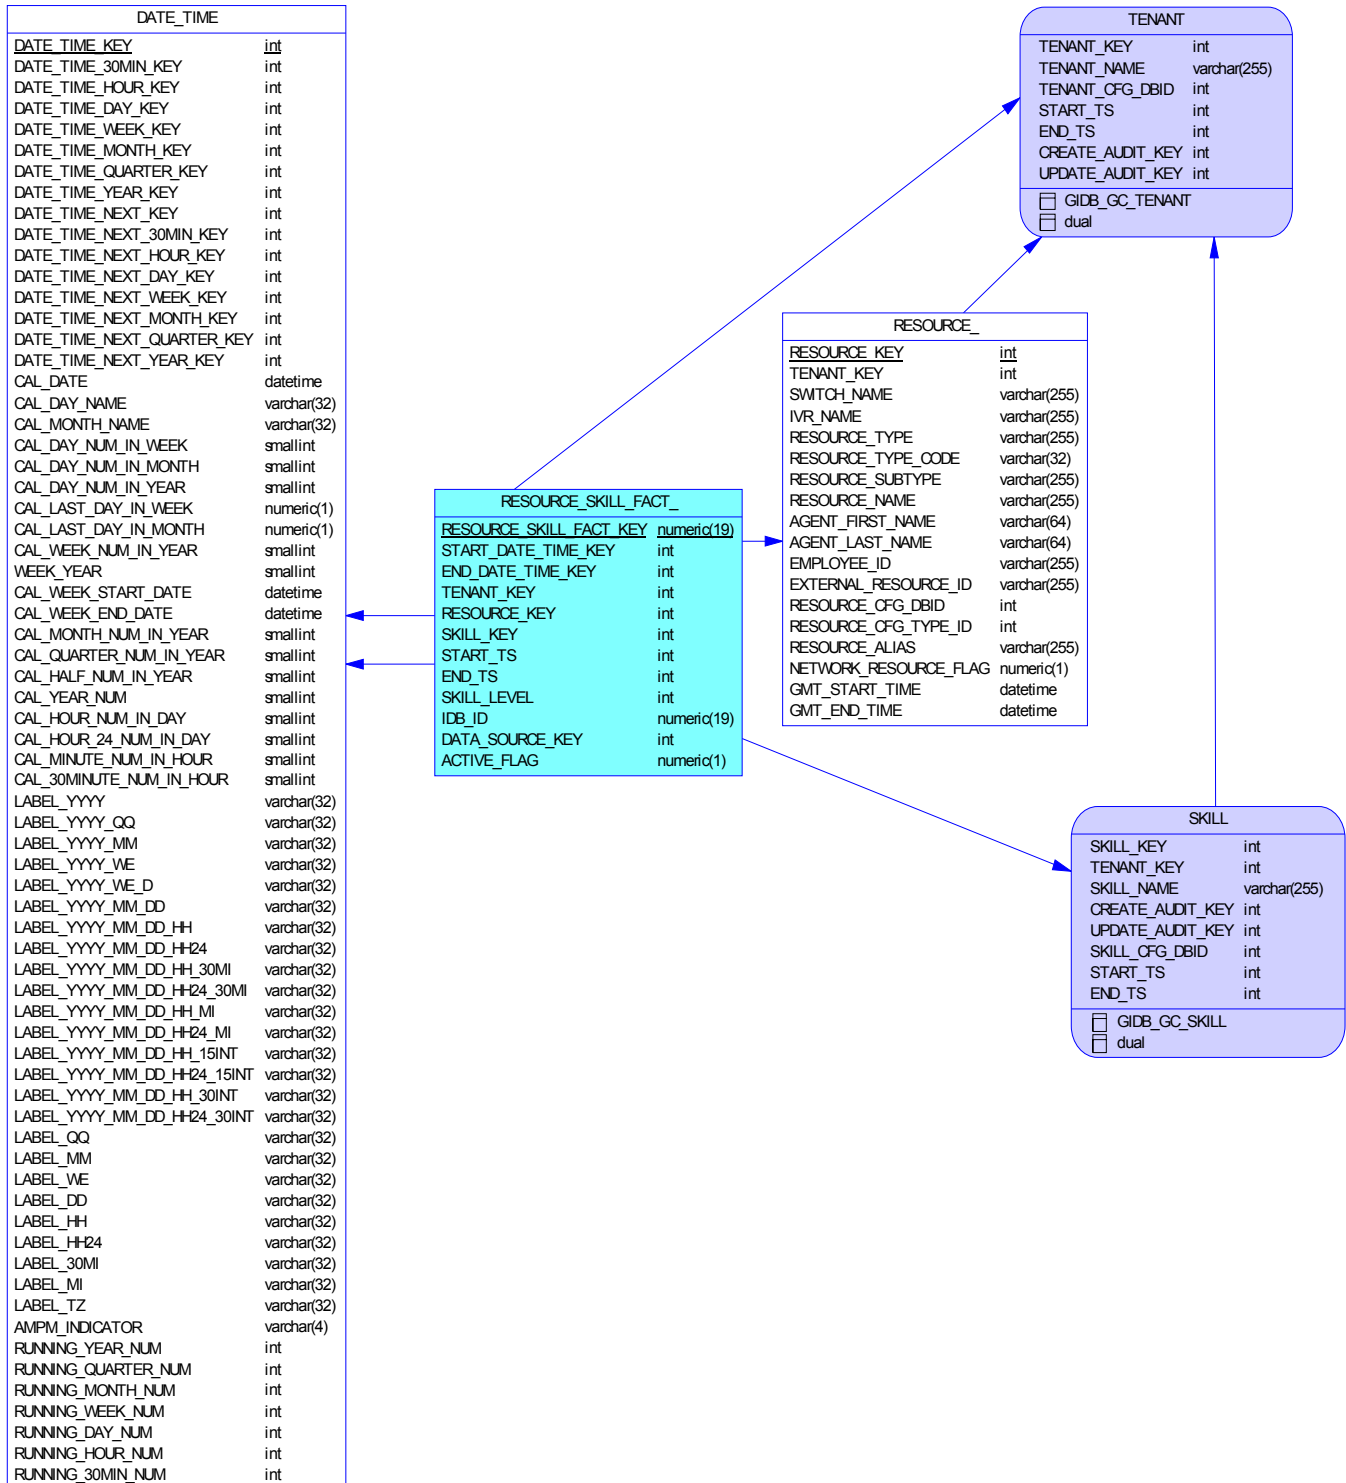 DATE_TIME
DATE_TIME_KEY int
DATE_TIME_30MIN_KEY int
DATE_TIME_HOUR_KEY int
DATE_TIME_DAY_KEY int
DATE_TIME_WEEK_KEY int
DATE_TIME_MONTH_KEY int
DATE_TIME_QUARTER_KEY int
DATE_TIME_YEAR_KEY int
DATE_TIME_NEXT_KEY int
DATE_TIME_NEXT_30MIN_KEY int
DATE_TIME_NEXT_HOUR_KEY int
DATE_TIME_NEXT_DAY_KEY int
DATE_TIME_NEXT_WEEK_KEY int
DATE_TIME_NEXT_MONTH_KEY int
DATE_TIME_NEXT_QUARTER_KEY int
DATE_TIME_NEXT_YEAR_KEY int
CAL_DATE datetime
CAL_DAY_NAME varchar(32)
CAL_MONTH_NAME varchar(32)
CAL_DAY_NUM_IN_WEEK smallint
CAL_DAY_NUM_IN_MONTH smallint
CAL_DAY_NUM_IN_YEAR smallint
CAL_LAST_DAY_IN_WEEK numeric(1)
CAL_LAST_DAY_IN_MONTH numeric(1)
CAL_WEEK_NUM_IN_YEAR smallint
WEEK_YEAR smallint
CAL_WEEK_START_DATE datetime
CAL_WEEK_END_DATE datetime
CAL_MONTH_NUM_IN_YEAR smallint
CAL_QUARTER_NUM_IN_YEAR smallint
CAL_HALF_NUM_IN_YEAR smallint
CAL_YEAR_NUM smallint
CAL_HOUR_NUM_IN_DAY smallint
CAL_HOUR_24_NUM_IN_DAY smallint
CAL_MINUTE_NUM_IN_HOUR smallint
CAL_30MINUTE_NUM_IN_HOUR smallint
LABEL_YYYY varchar(32)
LABEL_YYYY_QQ varchar(32)
LABEL_YYYY_MM varchar(32)
LABEL_YYYY_WE varchar(32)
LABEL_YYYY_WE_D varchar(32)
LABEL_YYYY_MM_DD varchar(32)
LABEL_YYYY_MM_DD_HH varchar(32)
LABEL_YYYY_MM_DD_HH24 varchar(32)
LABEL_YYYY_MM_DD_HH_30MI varchar(32)
LABEL_YYYY_MM_DD_HH24_30MI varchar(32)
LABEL_YYYY_MM_DD_HH_MI varchar(32)
LABEL_YYYY_MM_DD_HH24_MI varchar(32)
LABEL_YYYY_MM_DD_HH_15INT varchar(32)
LABEL_YYYY_MM_DD_HH24_15INT varchar(32)
LABEL_YYYY_MM_DD_HH_30INT varchar(32)
LABEL_YYYY_MM_DD_HH24_30INT varchar(32)
LABEL_QQ varchar(32)
LABEL_MM varchar(32)
LABEL_WE varchar(32)
LABEL_DD varchar(32)
LABEL_HH varchar(32)
LABEL_HH24 varchar(32)
LABEL_30MI varchar(32)
LABEL_MI varchar(32)
LABEL_TZ varchar(32)
AMPM_INDICATOR varchar(4)
RUNNING_YEAR_NUM int
RUNNING_QUARTER_NUM int
RUNNING_MONTH_NUM int
RUNNING_WEEK_NUM int
RUNNING_DAY_NUM int
RUNNING_HOUR_NUM int
RUNNING_30MIN_NUM int
RESOURCE_SKILL_FACT_
RESOURCE_SKILL_FACT_KEY numeric(19)
START_DATE_TIME_KEY int
END_DATE_TIME_KEY int
TENANT_KEY int
RESOURCE_KEY int
SKILL_KEY int
START_TS int
END_TS int
SKILL_LEVEL int
IDB_ID numeric(19)
DATA_SOURCE_KEY int
ACTIVE_FLAG numeric(1)
TENANT
TENANT_KEY int
TENANT_NAME varchar(255)
TENANT_CFG_DBID int
START_TS int
END_TS int
CREATE_AUDIT_KEY int
UPDATE_AUDIT_KEY int
GIDB_GC_TENANT
dual
RESOURCE_
RESOURCE_KEY int
TENANT_KEY int
SWITCH_NAME varchar(255)
IVR_NAME varchar(255)
RESOURCE_TYPE varchar(255)
RESOURCE_TYPE_CODE varchar(32)
RESOURCE_SUBTYPE varchar(255)
RESOURCE_NAME varchar(255)
AGENT_FIRST_NAME varchar(64)
AGENT_LAST_NAME varchar(64)
EMPLOYEE_ID varchar(255)
EXTERNAL_RESOURCE_ID varchar(255)
RESOURCE_CFG_DBID int
RESOURCE_CFG_TYPE_ID int
RESOURCE_ALIAS varchar(255)
NETWORK_RESOURCE_FLAG numeric(1)
GMT_START_TIME datetime
GMT_END_TIME datetime
SKILL
SKILL_KEY int
TENANT_KEY int
SKILL_NAME varchar(255)
CREATE_AUDIT_KEY int
UPDATE_AUDIT_KEY int
SKILL_CFG_DBID int
START_TS int
END_TS int
GIDB_GC_SKILL
dual